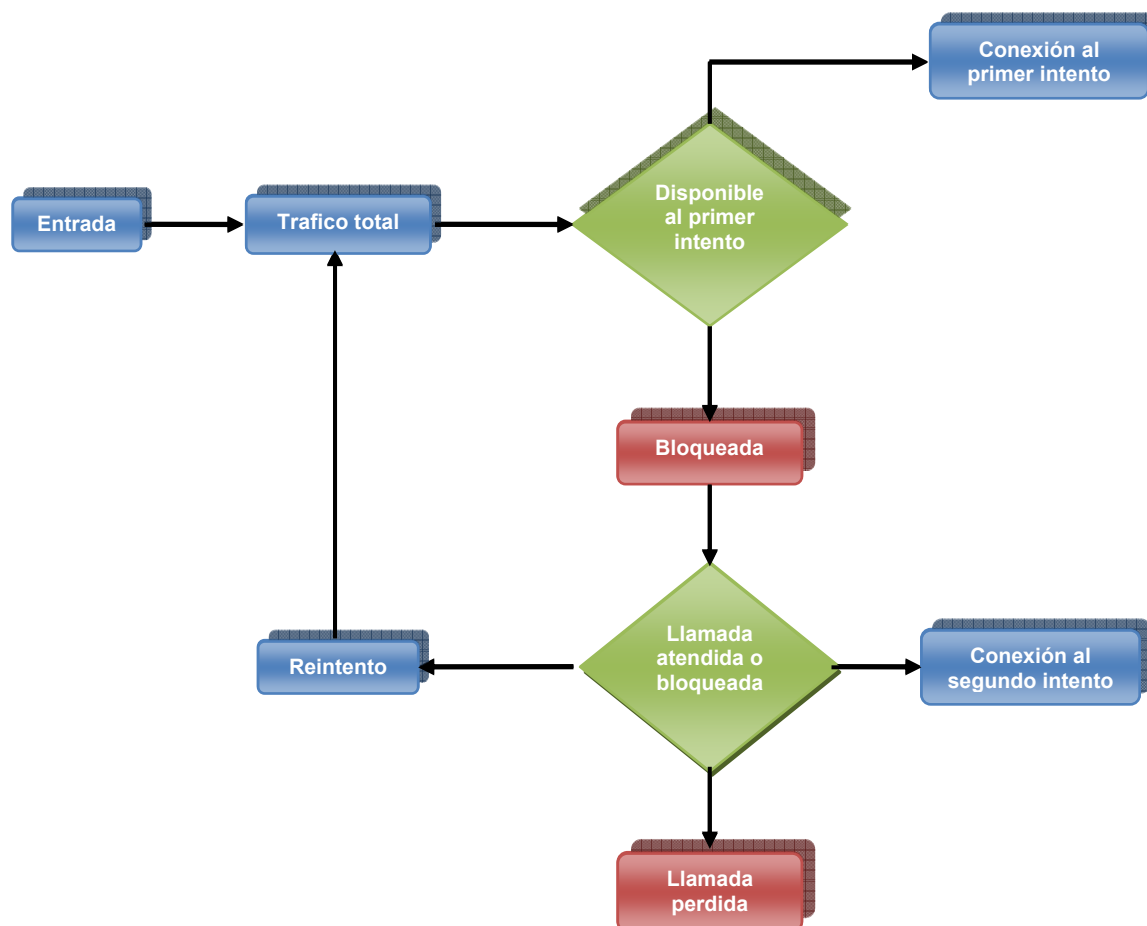 Conexión al
primer intento
Disponible
al primer
intento
Entrada
Trafico total
Bloqueada
Llamada
atendida o
bloqueada
Reintento
Conexión al
segundo intento
Llamada
perdida